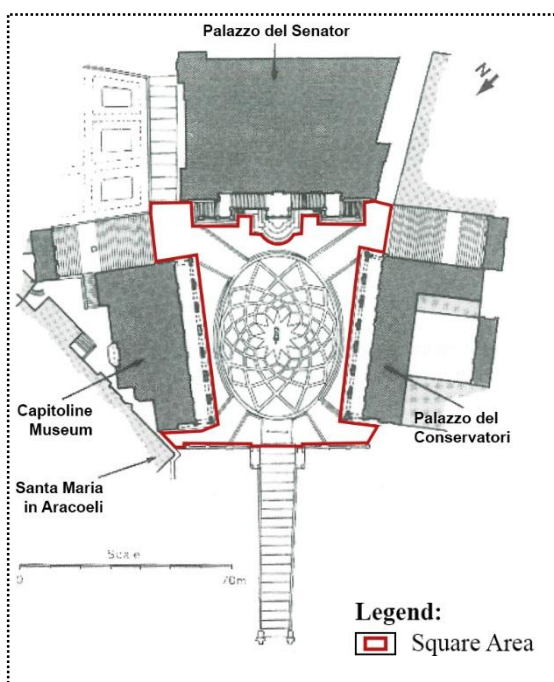 Palazzo del Senator
N
Capitoline
Museum
Palazzo del
Conservatori
Santa Maria
in Aracoeli
Scale
0 70m
Legend:
Square Area